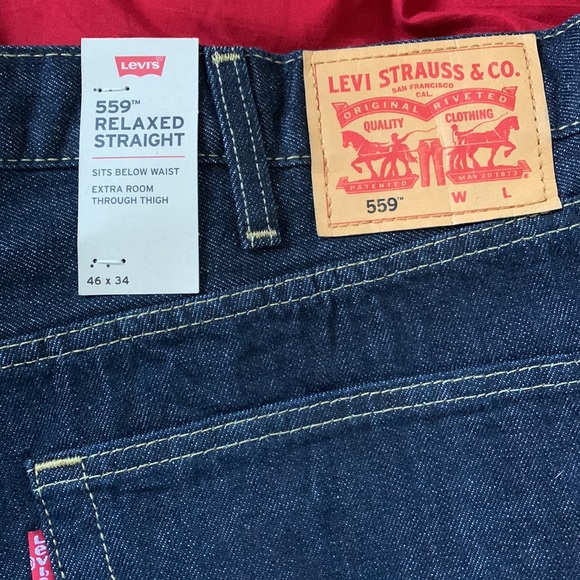 Levi's
559™
RELAXED
STRAIGHT
SITS BELOW WAIST
EXTRA ROOM
THROUGH THIGH
46 x 34
LEVI STRAUSS & CO.
SAN FRANCISCO
CAL.
ORIGINAL RIVETED
QUALITY CLOTHING
PATENTED MAY 20 1873
559™ W L
LEVI'S